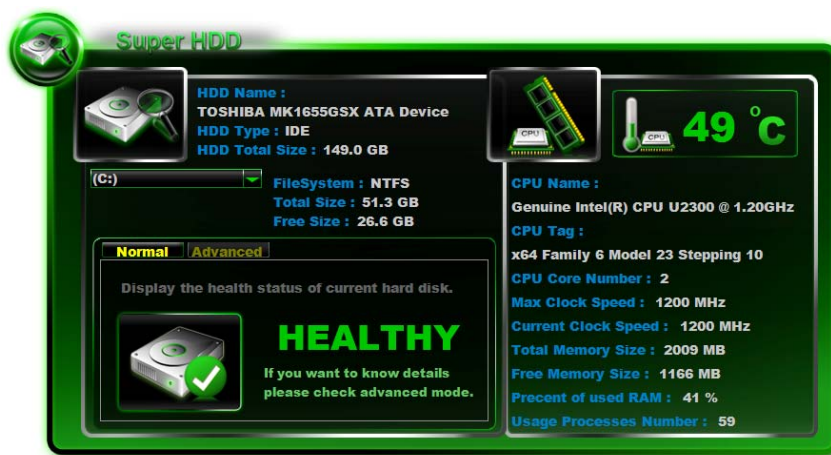 Super HDD
HDD Name :
TOSHIBA MK1655GSX ATA Device
HDD Type : IDE
HDD Total Size : 149.0 GB
(C:)
FileSystem : NTFS
Total Size : 51.3 GB
Free Size : 26.6 GB
Normal Advanced
Display the health status of current hard disk.
HEALTHY
If you want to know details
please check advanced mode.
CPU
CPU
49 °C
CPU Name :
Genuine Intel(R) CPU U2300 @ 1.20GHz
CPU Tag :
x64 Family 6 Model 23 Stepping 10
CPU Core Number : 2
Max Clock Speed : 1200 MHz
Current Clock Speed : 1200 MHz
Total Memory Size : 2009 MB
Free Memory Size : 1166 MB
Precent of used RAM : 41 %
Usage Processes Number : 59